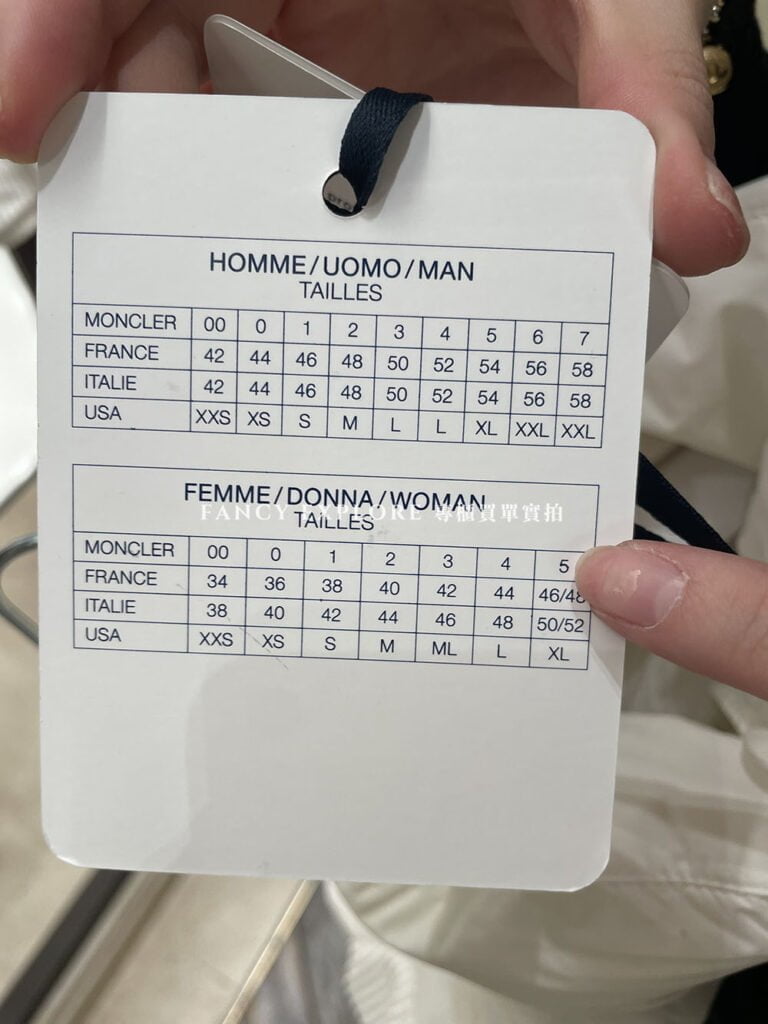 HOMME/UOMO/MAN
TAILLES
MONCLER 00 0 1 2 3 4 5 6 7
FRANCE 42 44 46 48 50 52 54 56 58
ITALIE 42 44 46 48 50 52 54 56 58
USA XXS XS S M L L XL XXL XXL
FEMME/DONNA/WOMAN
FANCY EXPLORE 專櫃買單實拍
TAILLES
MONCLER 00 0 1 2 3 4 5
FRANCE 34 36 38 40 42 44 46/48
ITALIE 38 40 42 44 46 48 50/52
USA XXS XS S M ML L XL